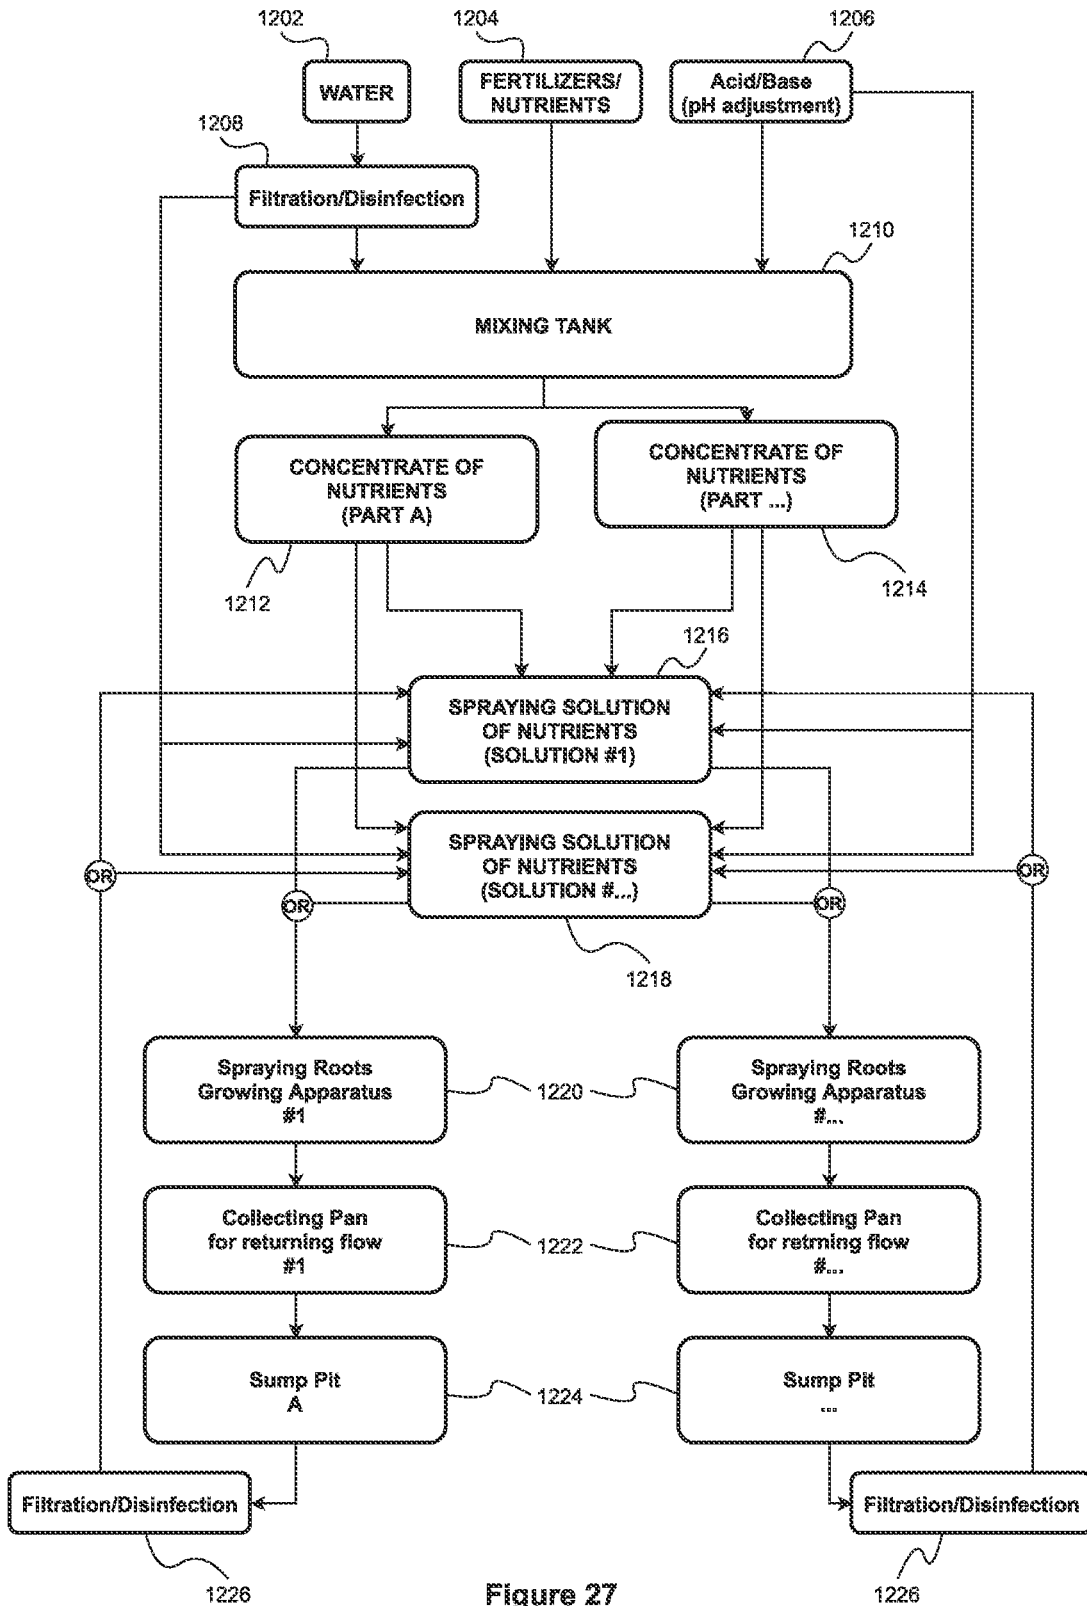 1202
1204
1206
WATER
FERTILIZERS/
NUTRIENTS
Acid/Base
(pH adjustment)
1208
Filtration/Disinfection
1210
MIXING TANK
CONCENTRATE OF
NUTRIENTS
(PART A)
CONCENTRATE OF
NUTRIENTS
(PART ...)
1212
1214
1216
SPRAYING SOLUTION
OF NUTRIENTS
(SOLUTION #1)
SPRAYING SOLUTION
OF NUTRIENTS
(SOLUTION #...)
OR
OR
OR
OR
1218
Spraying Roots
Growing Apparatus
#1
1220
Spraying Roots
Growing Apparatus
#...
Collecting Pan
for returning flow
#1
1222
Collecting Pan
for retrning flow
#...
Sump Pit
A
1224
Sump Pit
...
Filtration/Disinfection
Filtration/Disinfection
1226
1226
Figure 27